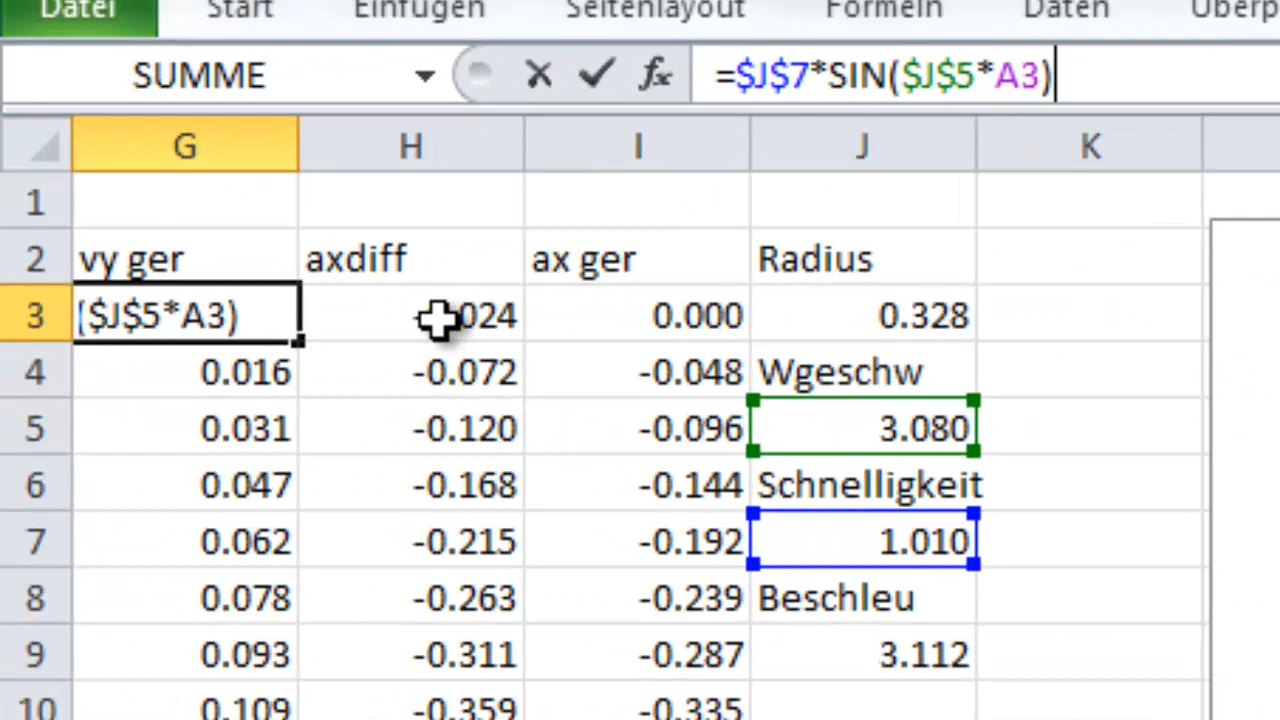 Datei Start Einfügen Seitenlayout Formeln Daten Überp
SUMME fx =$J$7*SIN($J$5*A3)
G H I J K
1
2 vy ger axdiff ax ger Radius
3 ($J$5*A3) 024 0.000 0.328
4 0.016 -0.072 -0.048 Wgeschw
5 0.031 -0.120 -0.096 3.080
6 0.047 -0.168 -0.144 Schnelligkeit
7 0.062 -0.215 -0.192 1.010
8 0.078 -0.263 -0.239 Beschleu
9 0.093 -0.311 -0.287 3.112
10 0.109 -0.359 -0.335